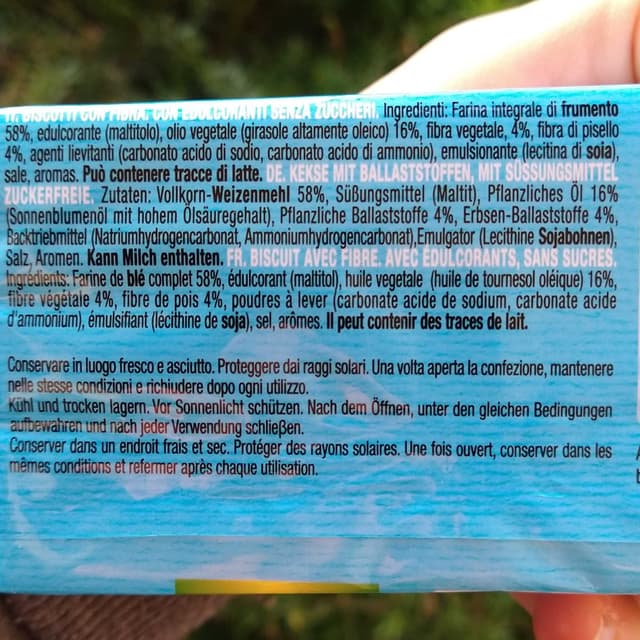 IT. BISCOTTI CON FIBRA. CON EDULCORANTI SENZA ZUCCHERI. Ingredienti: Farina integrale di frumento
58%, edulcorante (maltitolo), olio vegetale (girasole altamente oleico) 16%, fibra vegetale, 4%, fibra di pisello
4%, agenti lievitanti (carbonato acido di sodio, carbonato acido di ammonio), emulsionante (lecitina di soia),
sale, aromas. Può contenere tracce di latte. DE. KEKSE MIT BALLASTSTOFFEN, MIT SÜSSUNGSMITTEL
ZUCKERFREIE. Zutaten: Vollkorn-Weizenmehl 58%, Süßungsmittel (Maltit), Pflanzliches Öl 16%
(Sonnenblumenöl mit hohem Ölsäuregehalt), Pflanzliche Ballaststoffe 4%, Erbsen-Ballaststoffe 4%,
Backtriebmittel (Natriumhydrogencarbonat, Ammoniumhydrogencarbonat),Emulgator (Lecithine Sojabohnen),
Salz, Aromen. Kann Milch enthalten. FR. BISCUIT AVEC FIBRE. AVEC ÉDULCORANTS, SANS SUCRES.
Ingrédients: Farine de blé complet 58%, édulcorant (maltitol), huile vegetale (huile de tournesol oléique) 16%,
fibre végétale 4%, fibre de pois 4%, poudres à lever (carbonate acide de sodium, carbonate acide
d'ammonium), émulsifiant (lécithine de soja), sel, arômes. Il peut contenir des traces de lait.
Conservare in luogo fresco e asciutto. Proteggere dai raggi solari. Una volta aperta la confezione, mantenere
nelle stesse condizioni e richiudere dopo ogni utilizzo.
Kühl und trocken lagern. Vor Sonnenlicht schützen. Nach dem Öffnen, unter den gleichen Bedingungen
aufbewahren und nach jeder Verwendung schließen.
Conserver dans un endroit frais et sec. Protéger des rayons solaires. Une fois ouvert, conserver dans les
mêmes conditions et refermer après chaque utilisation.